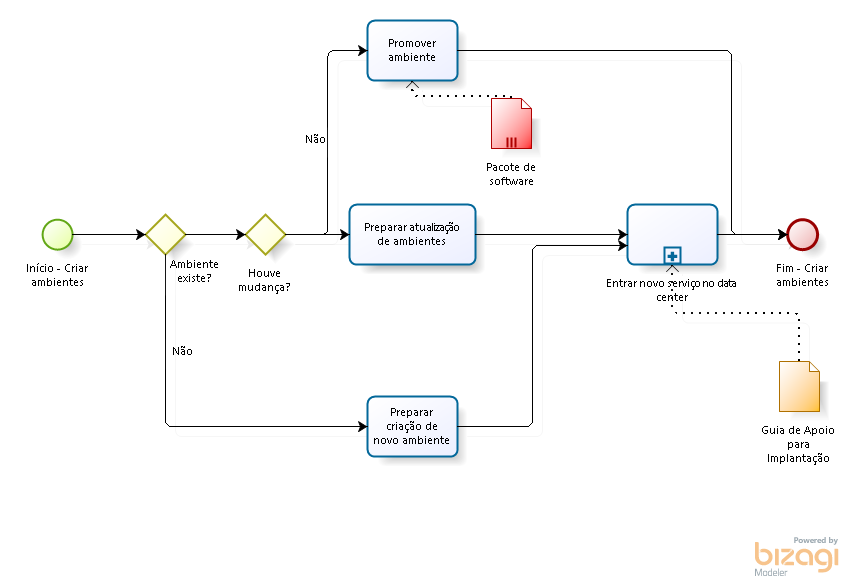 Promover
ambiente
Não
Pacote de
software
Preparar atualização
de ambientes
Início - Criar
ambientes
Ambiente
existe?
Houve
mudança?
Entrar novo serviço no data
center
Fim - Criar
ambientes
Não
Preparar
criação de
novo ambiente
Guia de Apoio
para
Implantação
Powered by
bizagi
Modeler